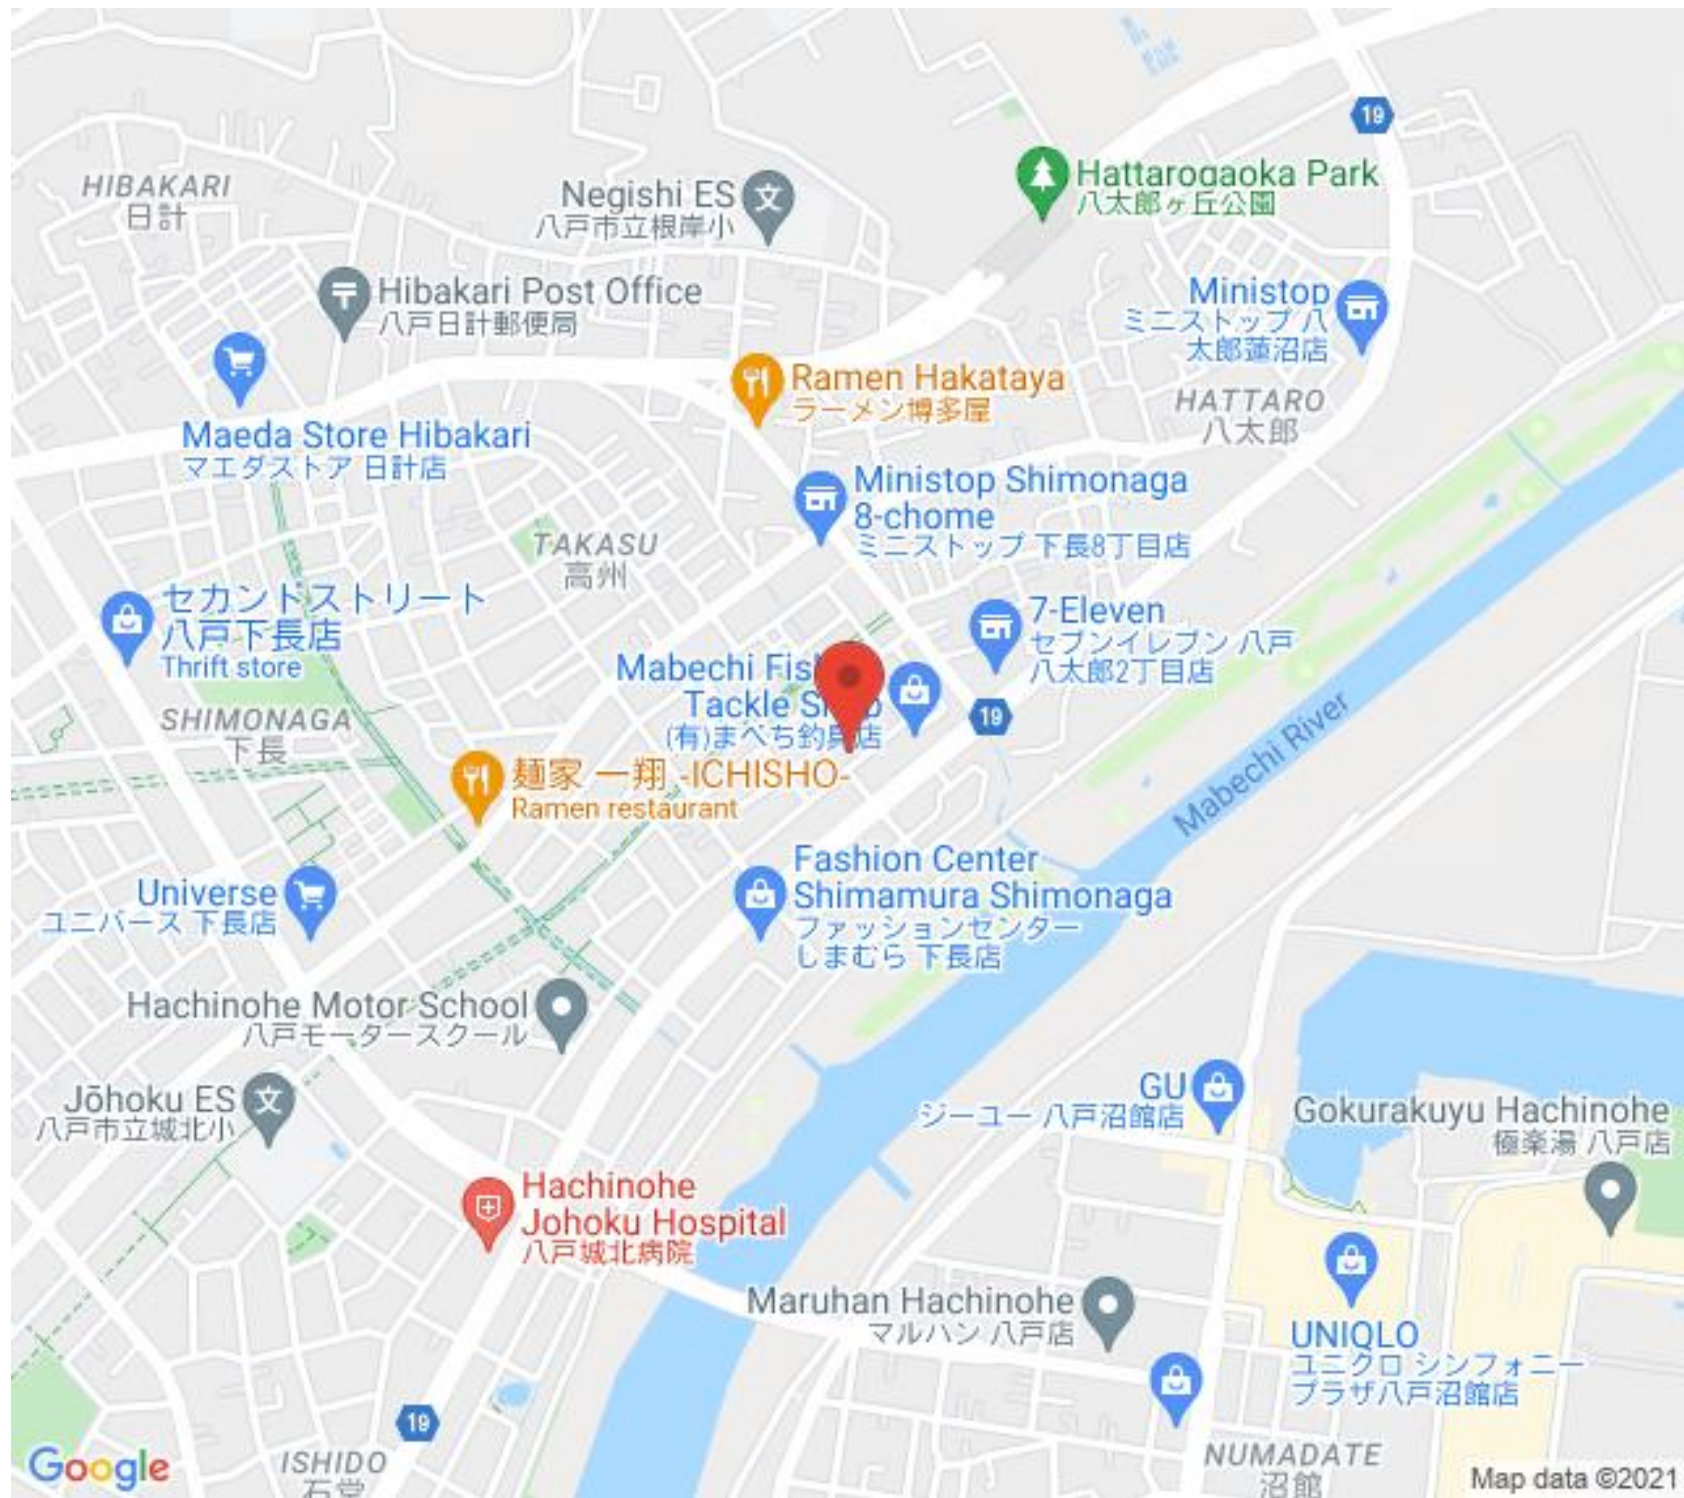 19
HIBAKARI
日計
Negishi ES
八戸市立根岸小
Hattarogaoka Park
八太郎ヶ丘公園
Hibakari Post Office
八戸日計郵便局
Ministop
ミニストップ 八
太郎蓮沼店
Ramen Hakataya
ラーメン博多屋
HATTARO
八太郎
Maeda Store Hibakari
マエダストア 日計店
Ministop Shimonaga
8-chome
ミニストップ 下長8丁目店
TAKASU
高州
セカンドストリート
八戸下長店
Thrift store
7-Eleven
セブンイレブン 八戸
八太郎2丁目店
Mabechi
Tackle
(有)まべち釣具店
19
SHIMONAGA
下長
Mabechi River
麺家 一翔 -ICHISHO-
Ramen restaurant
Fashion Center
Shimamura Shimonaga
ファッションセンター
しまむら 下長店
Universe
ユニバース 下長店
Hachinohe Motor School
八戸モータースクール
Jōhoku ES
八戸市立城北小
GU
ジーユー 八戸沼館店
Gokurakuyu Hachinohe
極楽湯 八戸店
Hachinohe
Johoku Hospital
八戸城北病院
Maruhan Hachinohe
マルハン 八戸店
UNIQLO
ユニクロ シンフォニー
プラザ八戸沼館店
19
ISHIDO
石堂
NUMADATE
沼館
Google
Map data ©2021